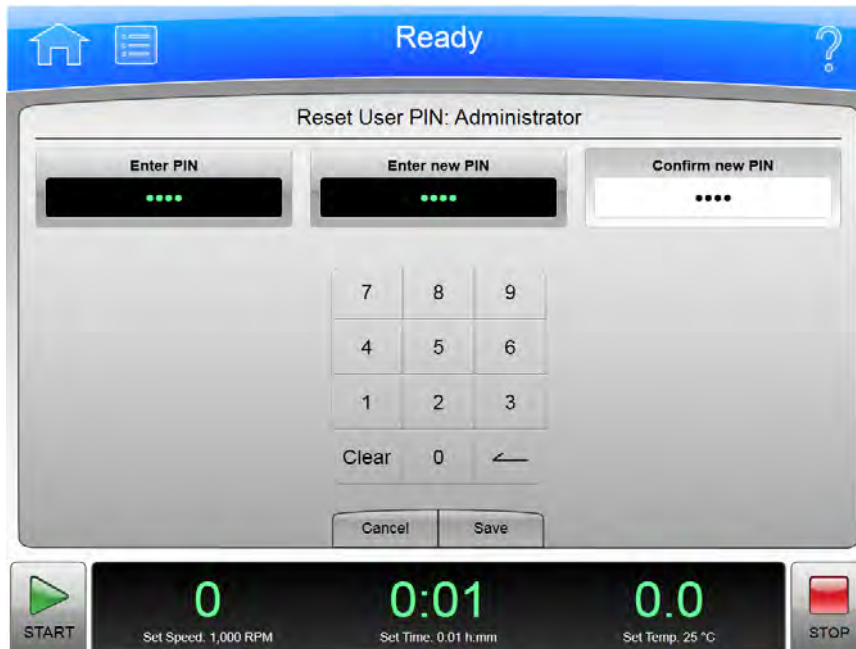 Ready
?
Reset User PIN: Administrator
Enter PIN
••••
Enter new PIN
••••
Confirm new PIN
••••
7 8 9
4 5 6
1 2 3
Clear 0
Cancel Save
0 0:01 0.0
START Set Speed: 1,000 RPM Set Time: 0:01 h:mm Set Temp. 25 °C STOP